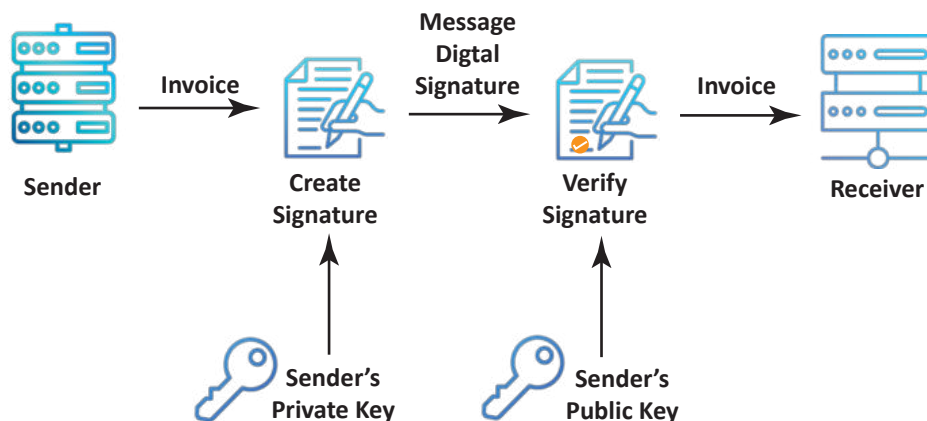 Message
Digtal
Signature
Invoice
Invoice
Sender
Create
Signature
Verify
Signature
Receiver
Sender's
Private Key
Sender's
Public Key